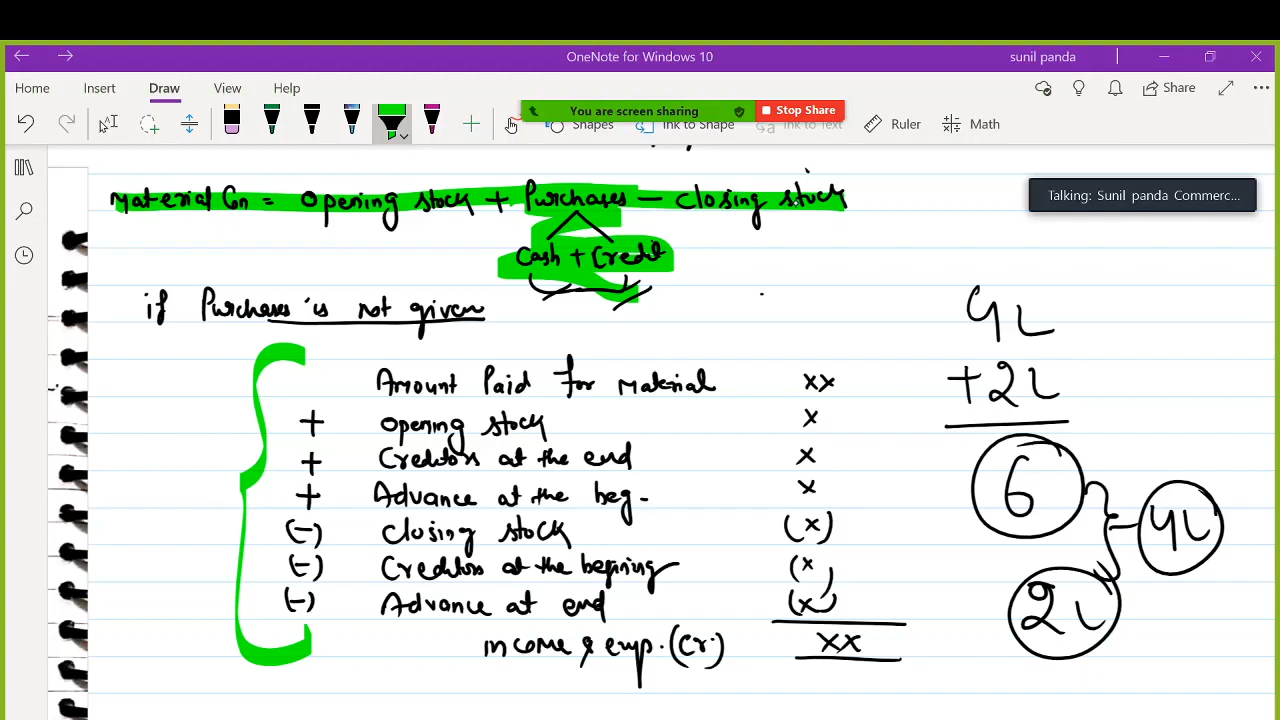 OneNote for Windows 10
sunil panda
Home Insert Draw View Help
You are screen sharing
Stop Share
Share
Shapes Ink to Shape Ink to Text Ruler Math
Talking: Sunil panda Commerc...
Material Con = Opening stock + Purchases - Closing stock
Cash + Credit
if Purchases is not given
Amount Paid for material xx
+ opening stock x
+ Creditors at the end x
+ Advance at the beg- x
(-) closing stock (x)
(-) Creditors at the begining (x)
(-) Advance at end (x)
income & exp. (Cr.) xx
4L
+2L
6
4L
2L